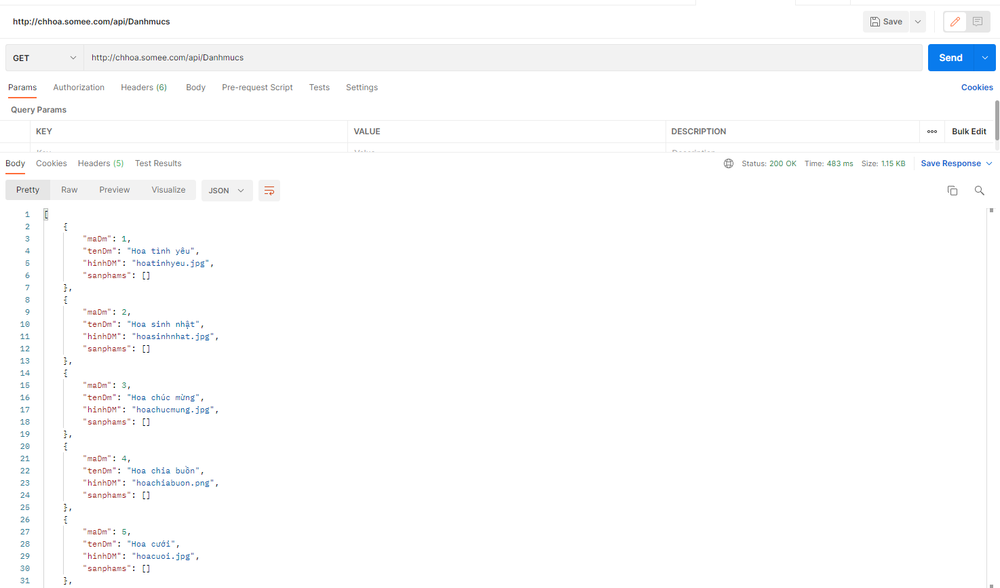 http://chhoa.somee.com/api/Danhmucs
Save
GET http://chhoa.somee.com/api/Danhmucs Send
Params Authorization Headers (6) Body Pre-request Script Tests Settings Cookies
Query Params
KEY VALUE DESCRIPTION ooo Bulk Edit
Body Cookies Headers (5) Test Results Status: 200 OK Time: 483 ms Size: 1.15 KB Save Response
Pretty Raw Preview Visualize JSON
1 [
2 {
3 "maDm": 1,
4 "tenDm": "Hoa tình yêu",
5 "hinhDM": "hoatinhyeu.jpg",
6 "sanphams": []
7 },
8 {
9 "maDm": 2,
10 "tenDm": "Hoa sinh nhật",
11 "hinhDM": "hoasinhnhat.jpg",
12 "sanphams": []
13 },
14 {
15 "maDm": 3,
16 "tenDm": "Hoa chúc mừng",
17 "hinhDM": "hoachucmung.jpg",
18 "sanphams": []
19 },
20 {
21 "maDm": 4,
22 "tenDm": "Hoa chia buồn",
23 "hinhDM": "hoachiabuon.png",
24 "sanphams": []
25 },
26 {
27 "maDm": 5,
28 "tenDm": "Hoa cưới",
29 "hinhDM": "hoacuoi.jpg",
30 "sanphams": []
31 },